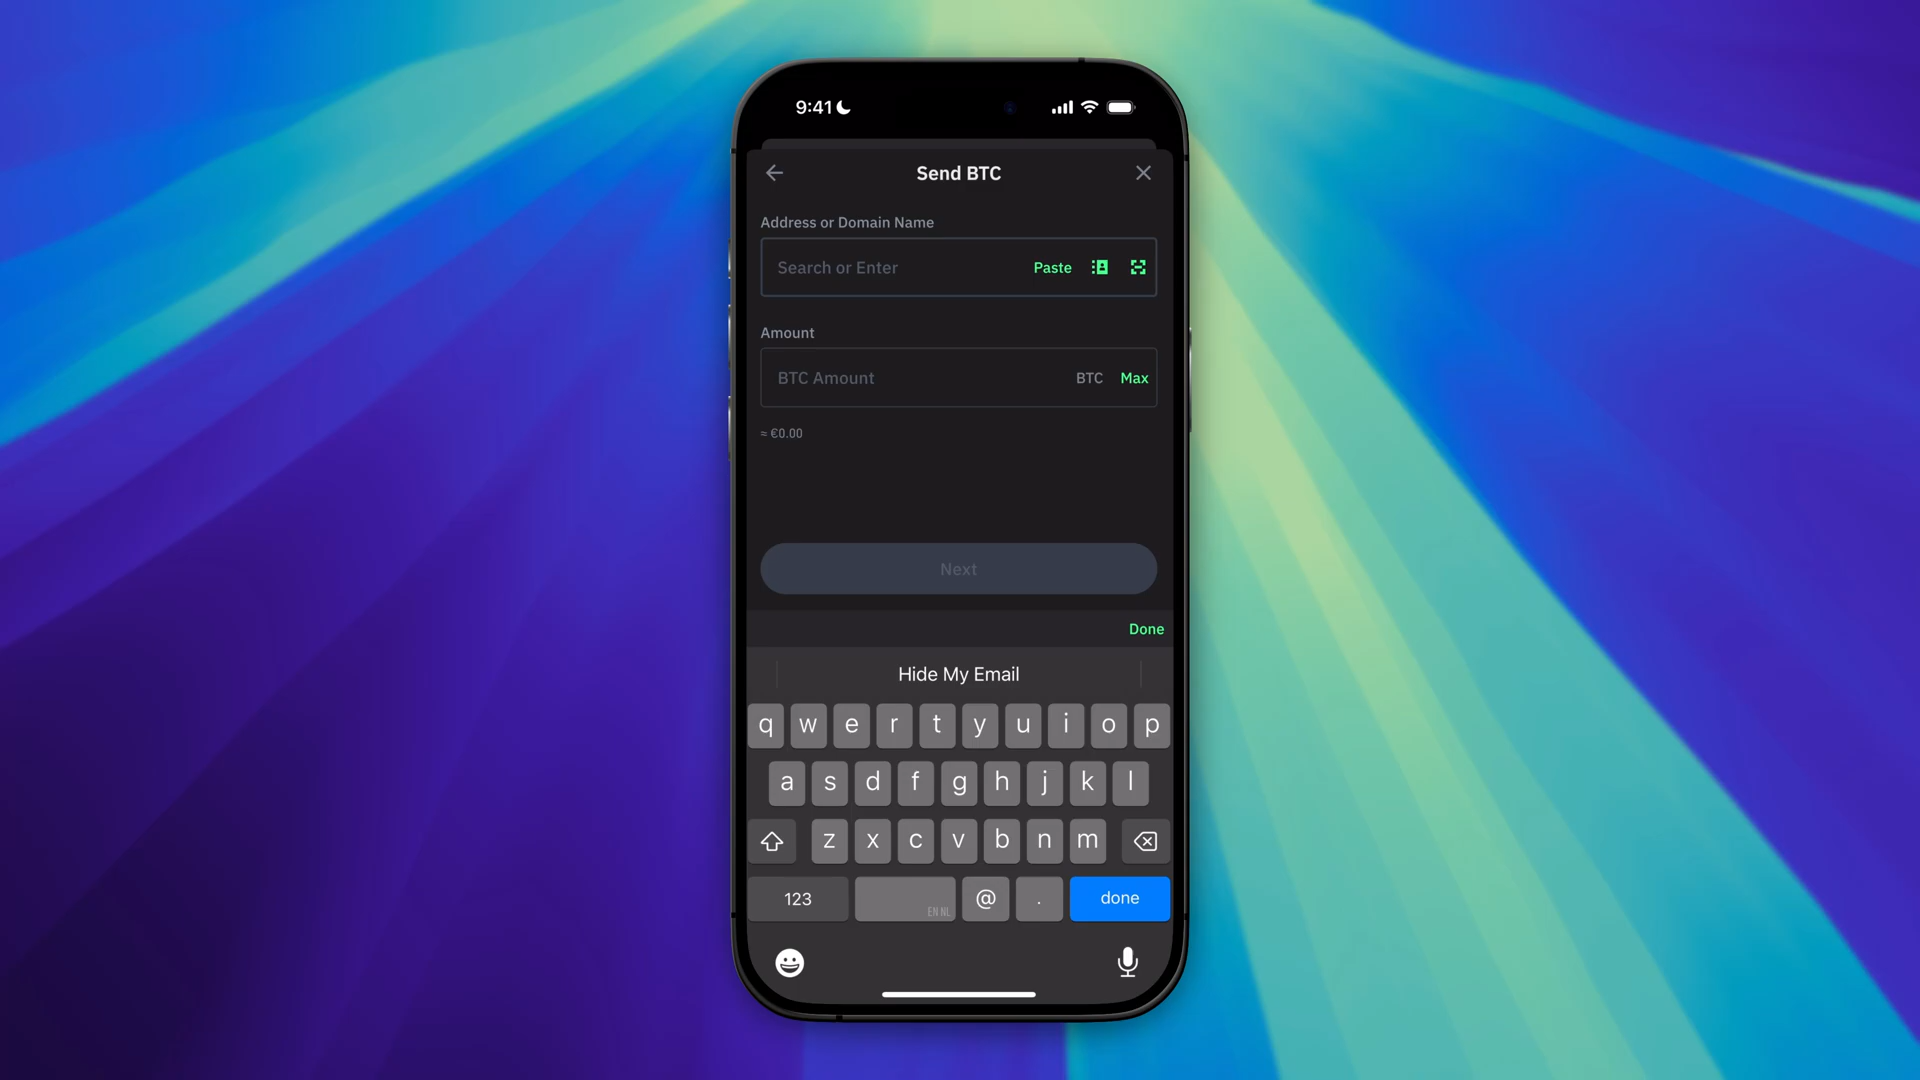 9:41
Send BTC
Address or Domain Name
Search or Enter Paste
Amount
BTC Amount BTC Max
≈ €0.00
Next
Done
Hide My Email
q w e r t y u i o p
a s d f g h j k l
z x c v b n m
123 EN NL @ . done